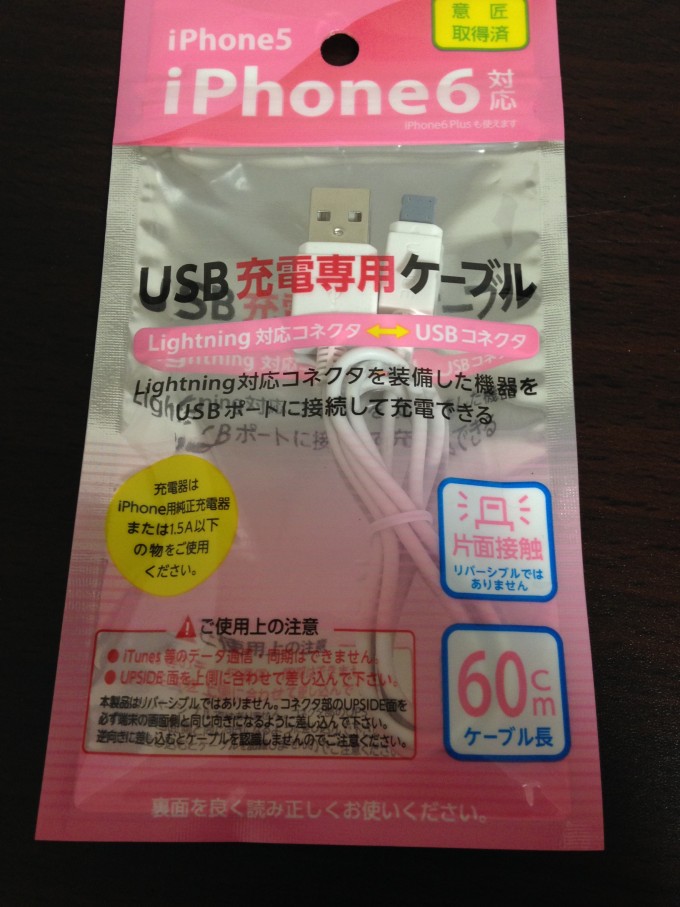 意匠
取得済
iPhone5
iPhone6対応
iPhone6 Plusも使えます
USB充電専用ケーブル
Lightning対応コネクタ⟷USBコネクタ
Lightning対応コネクタを装備した機器を
USBポートに接続して充電できる
充電器は
iPhone用純正充電器
または1.5A以下
の物をご使用
ください。
片面接触
リバーシブルでは
ありません
ご使用上の注意
●iTunes等のデータ通信・同期はできません。
●UPSIDE面を上側に合わせて差し込んで下さい。
本製品はリバーシブルではありません。コネクタ部のUPSIDE面を
必ず端末の画面側と同じ向きになるように差し込んで下さい。
逆向きに差し込むとケーブルを認識しませんのでご注意ください。
60cm
ケーブル長
裏面を良く読み正しくお使いください。